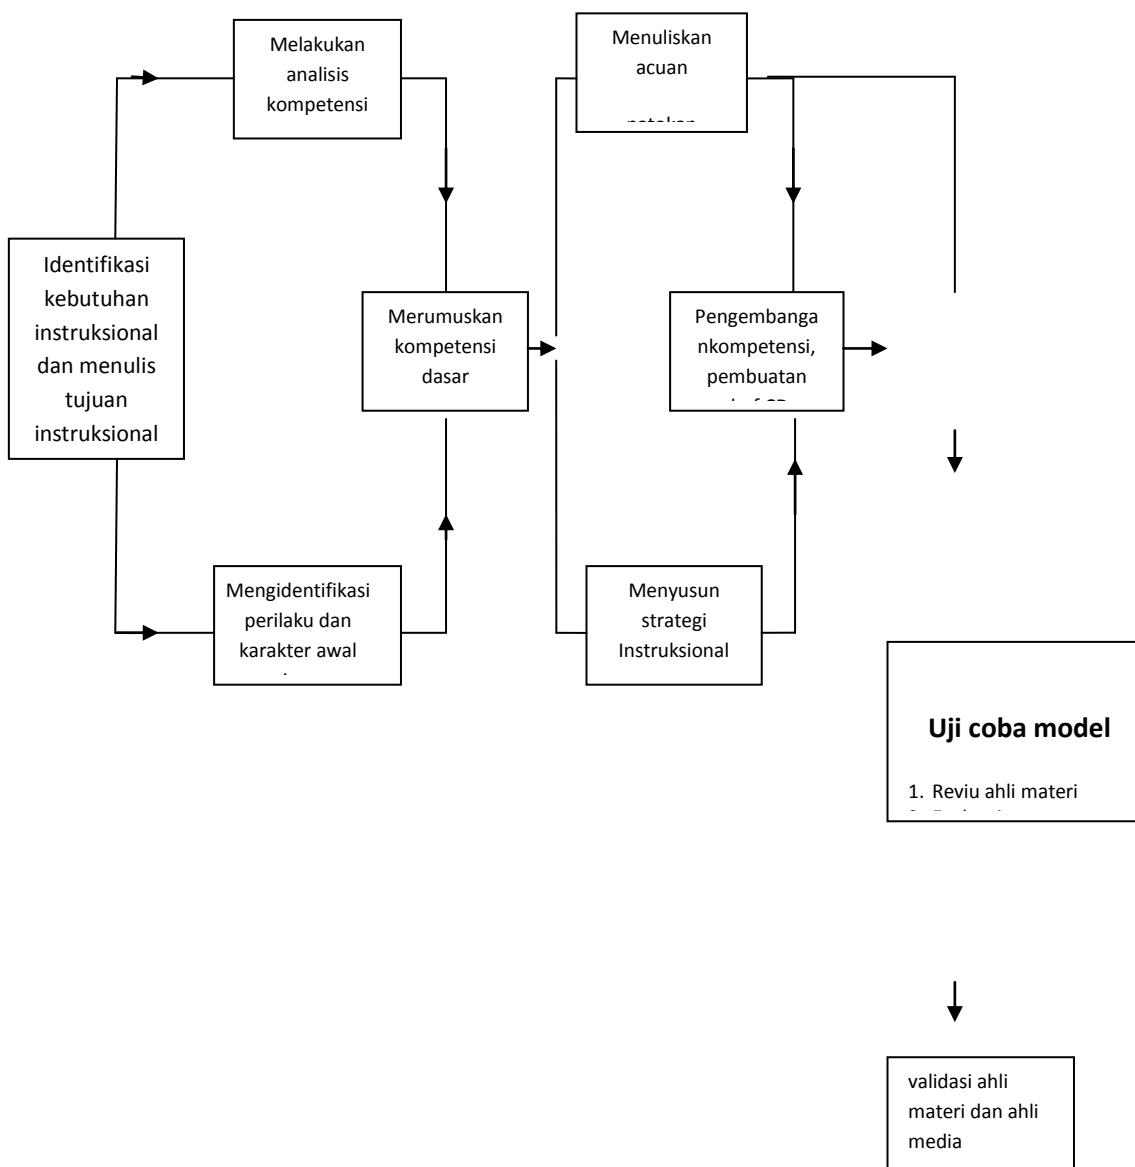 Melakukan
analisis
kompetensi
Menuliskan
acuan
Identifikasi
kebutuhan
instruksional
dan menulis
tujuan
instruksional
Merumuskan
kompetensi
dasar
Pengembanga
nkompetensi,
pembuatan
Mengidentifikasi
perilaku dan
karakter awal
Menyusun
strategi
Instruksional
Uji coba model
1. Reviu ahli materi
validasi ahli
materi dan ahli
media